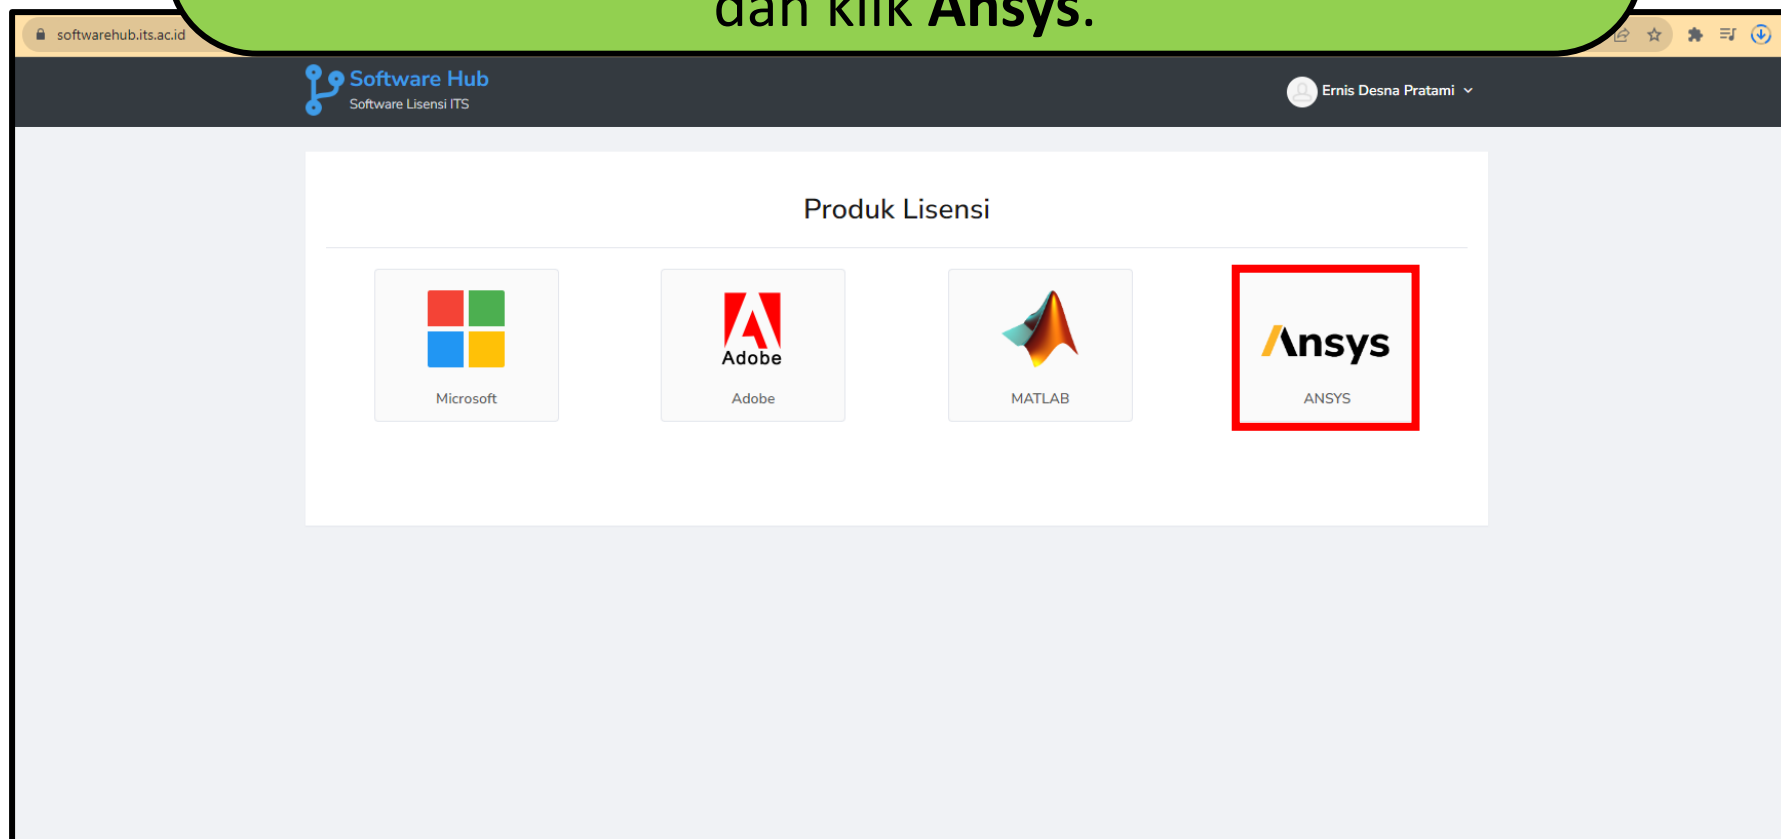 dan klik Ansys.
softwarehub.its.ac.id
Software Hub
Software Lisensi ITS
Ernis Desna Pratami
Produk Lisensi
Microsoft
Adobe
Adobe
MATLAB
Ansys
ANSYS